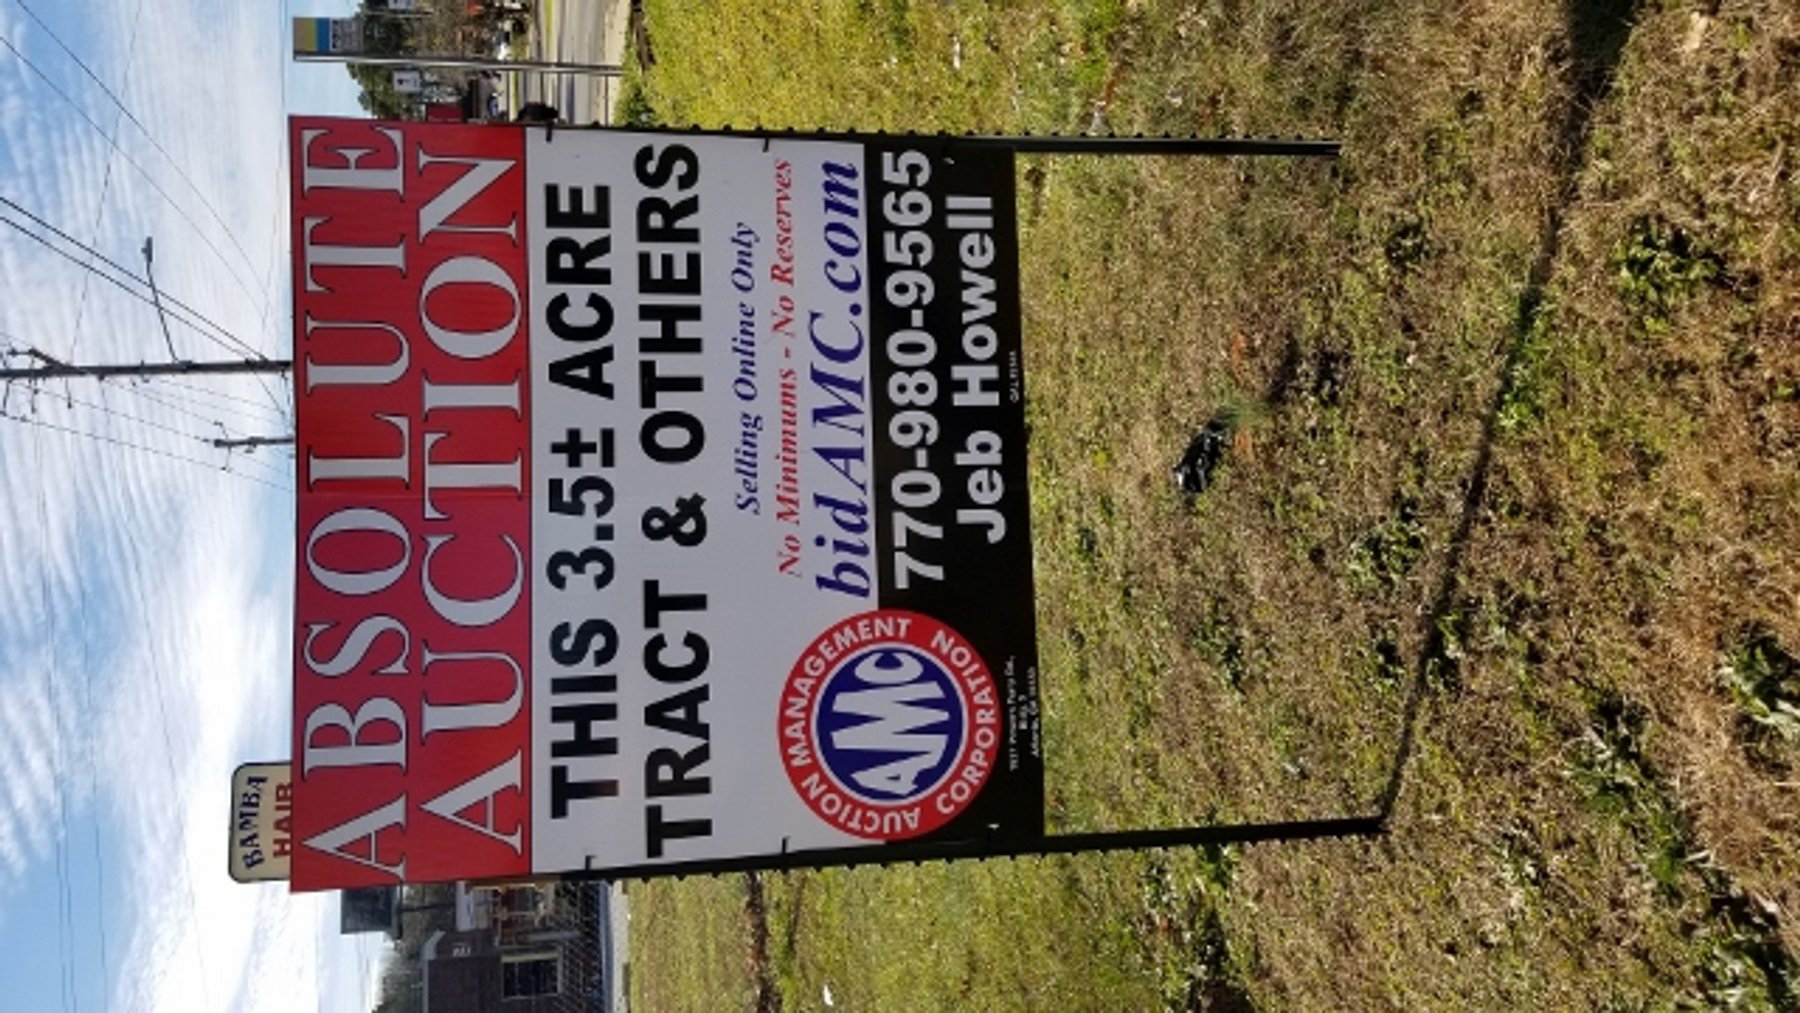 BAMBA
HAIR
ABSOLUTE
AUCTION
THIS 3.5± ACRE
TRACT & OTHERS
Selling Online Only
No Minimums - No Reserves
bidAMC.com
770-980-9565
Jeb Howell
AUCTION MANAGEMENT
CORPORATION
AMC